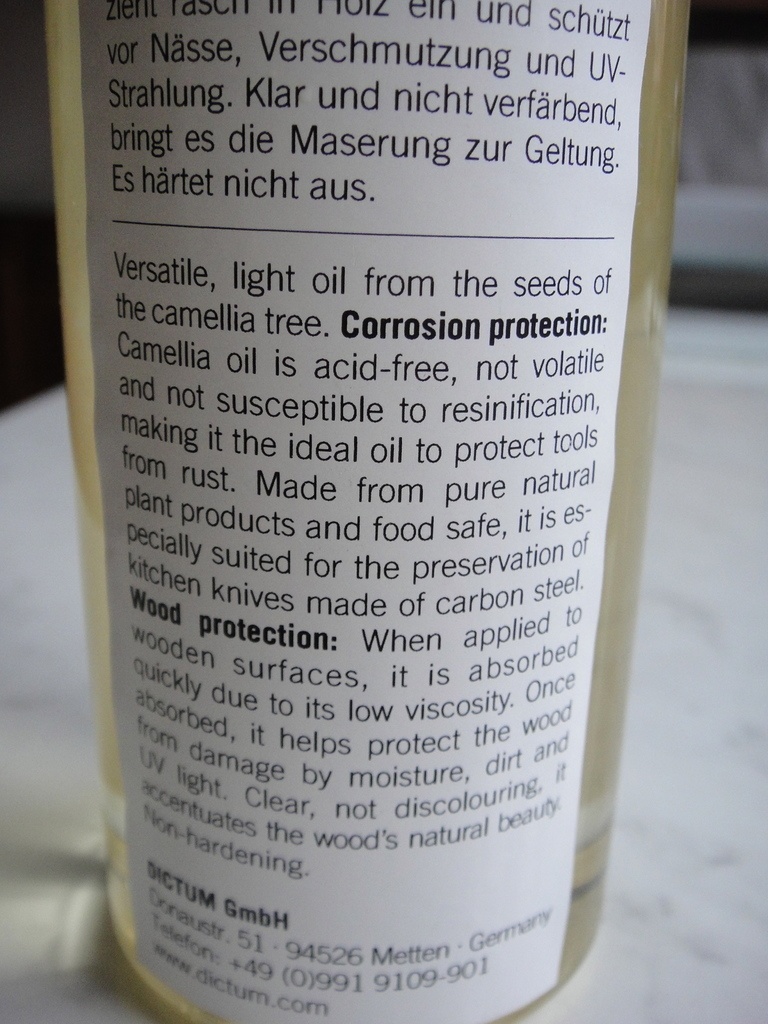 zieht rasch in Holz ein und schützt
vor Nässe, Verschmutzung und UV-
Strahlung. Klar und nicht verfärbend,
bringt es die Maserung zur Geltung.
Es härtet nicht aus.
Versatile, light oil from the seeds of
the camellia tree. Corrosion protection:
Camellia oil is acid-free, not volatile
and not susceptible to resinification,
making it the ideal oil to protect tools
from rust. Made from pure natural
plant products and food safe, it is es-
pecially suited for the preservation of
kitchen knives made of carbon steel.
Wood protection: When applied to
wooden surfaces, it is absorbed
quickly due to its low viscosity. Once
absorbed, it helps protect the wood
from damage by moisture, dirt and
UV light. Clear, not discolouring, it
accentuates the wood's natural beauty.
Non-hardening.
DICTUM GmbH
Donaustr. 51 · 94526 Metten · Germany
Telefon: +49 (0)991 9109-901
www.dictum.com